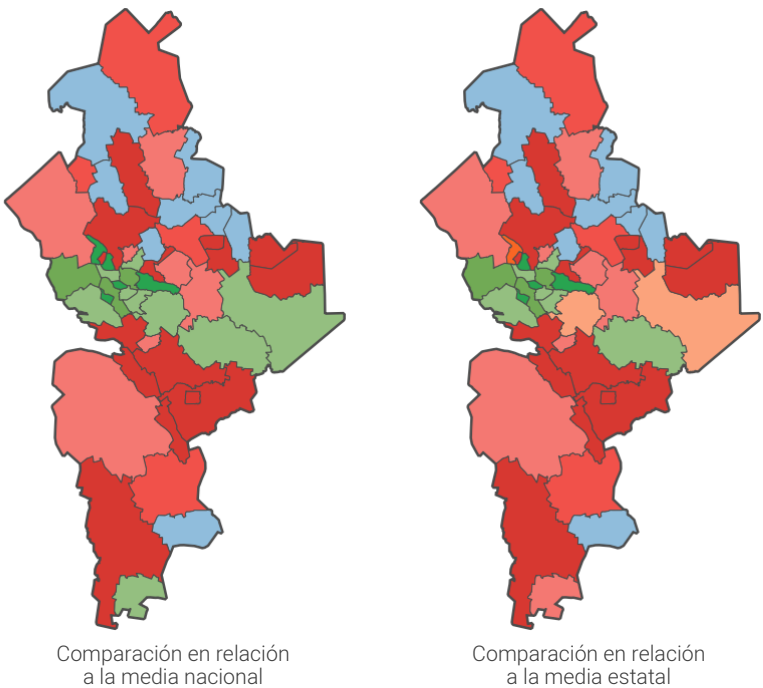 Comparación en relación
a la media nacional
Comparación en relación
a la media estatal